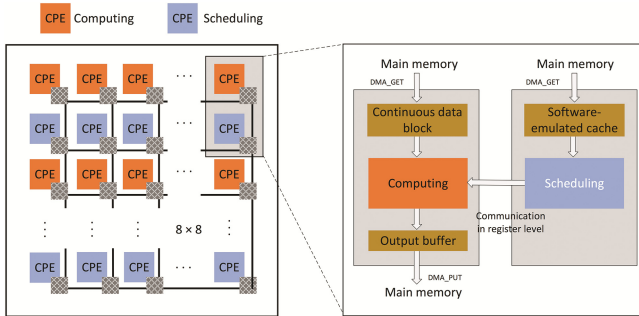 CPE Computing CPE Scheduling
CPE CPE CPE ··· CPE
CPE CPE CPE ··· CPE
CPE CPE CPE ··· CPE
8 × 8
CPE CPE CPE ··· CPE
Main memory Main memory
DMA_GET DMA_GET
Continuous data Software-
block emulated cache
Computing Scheduling
Communication
in register level
Output buffer
DMA_PUT
Main memory